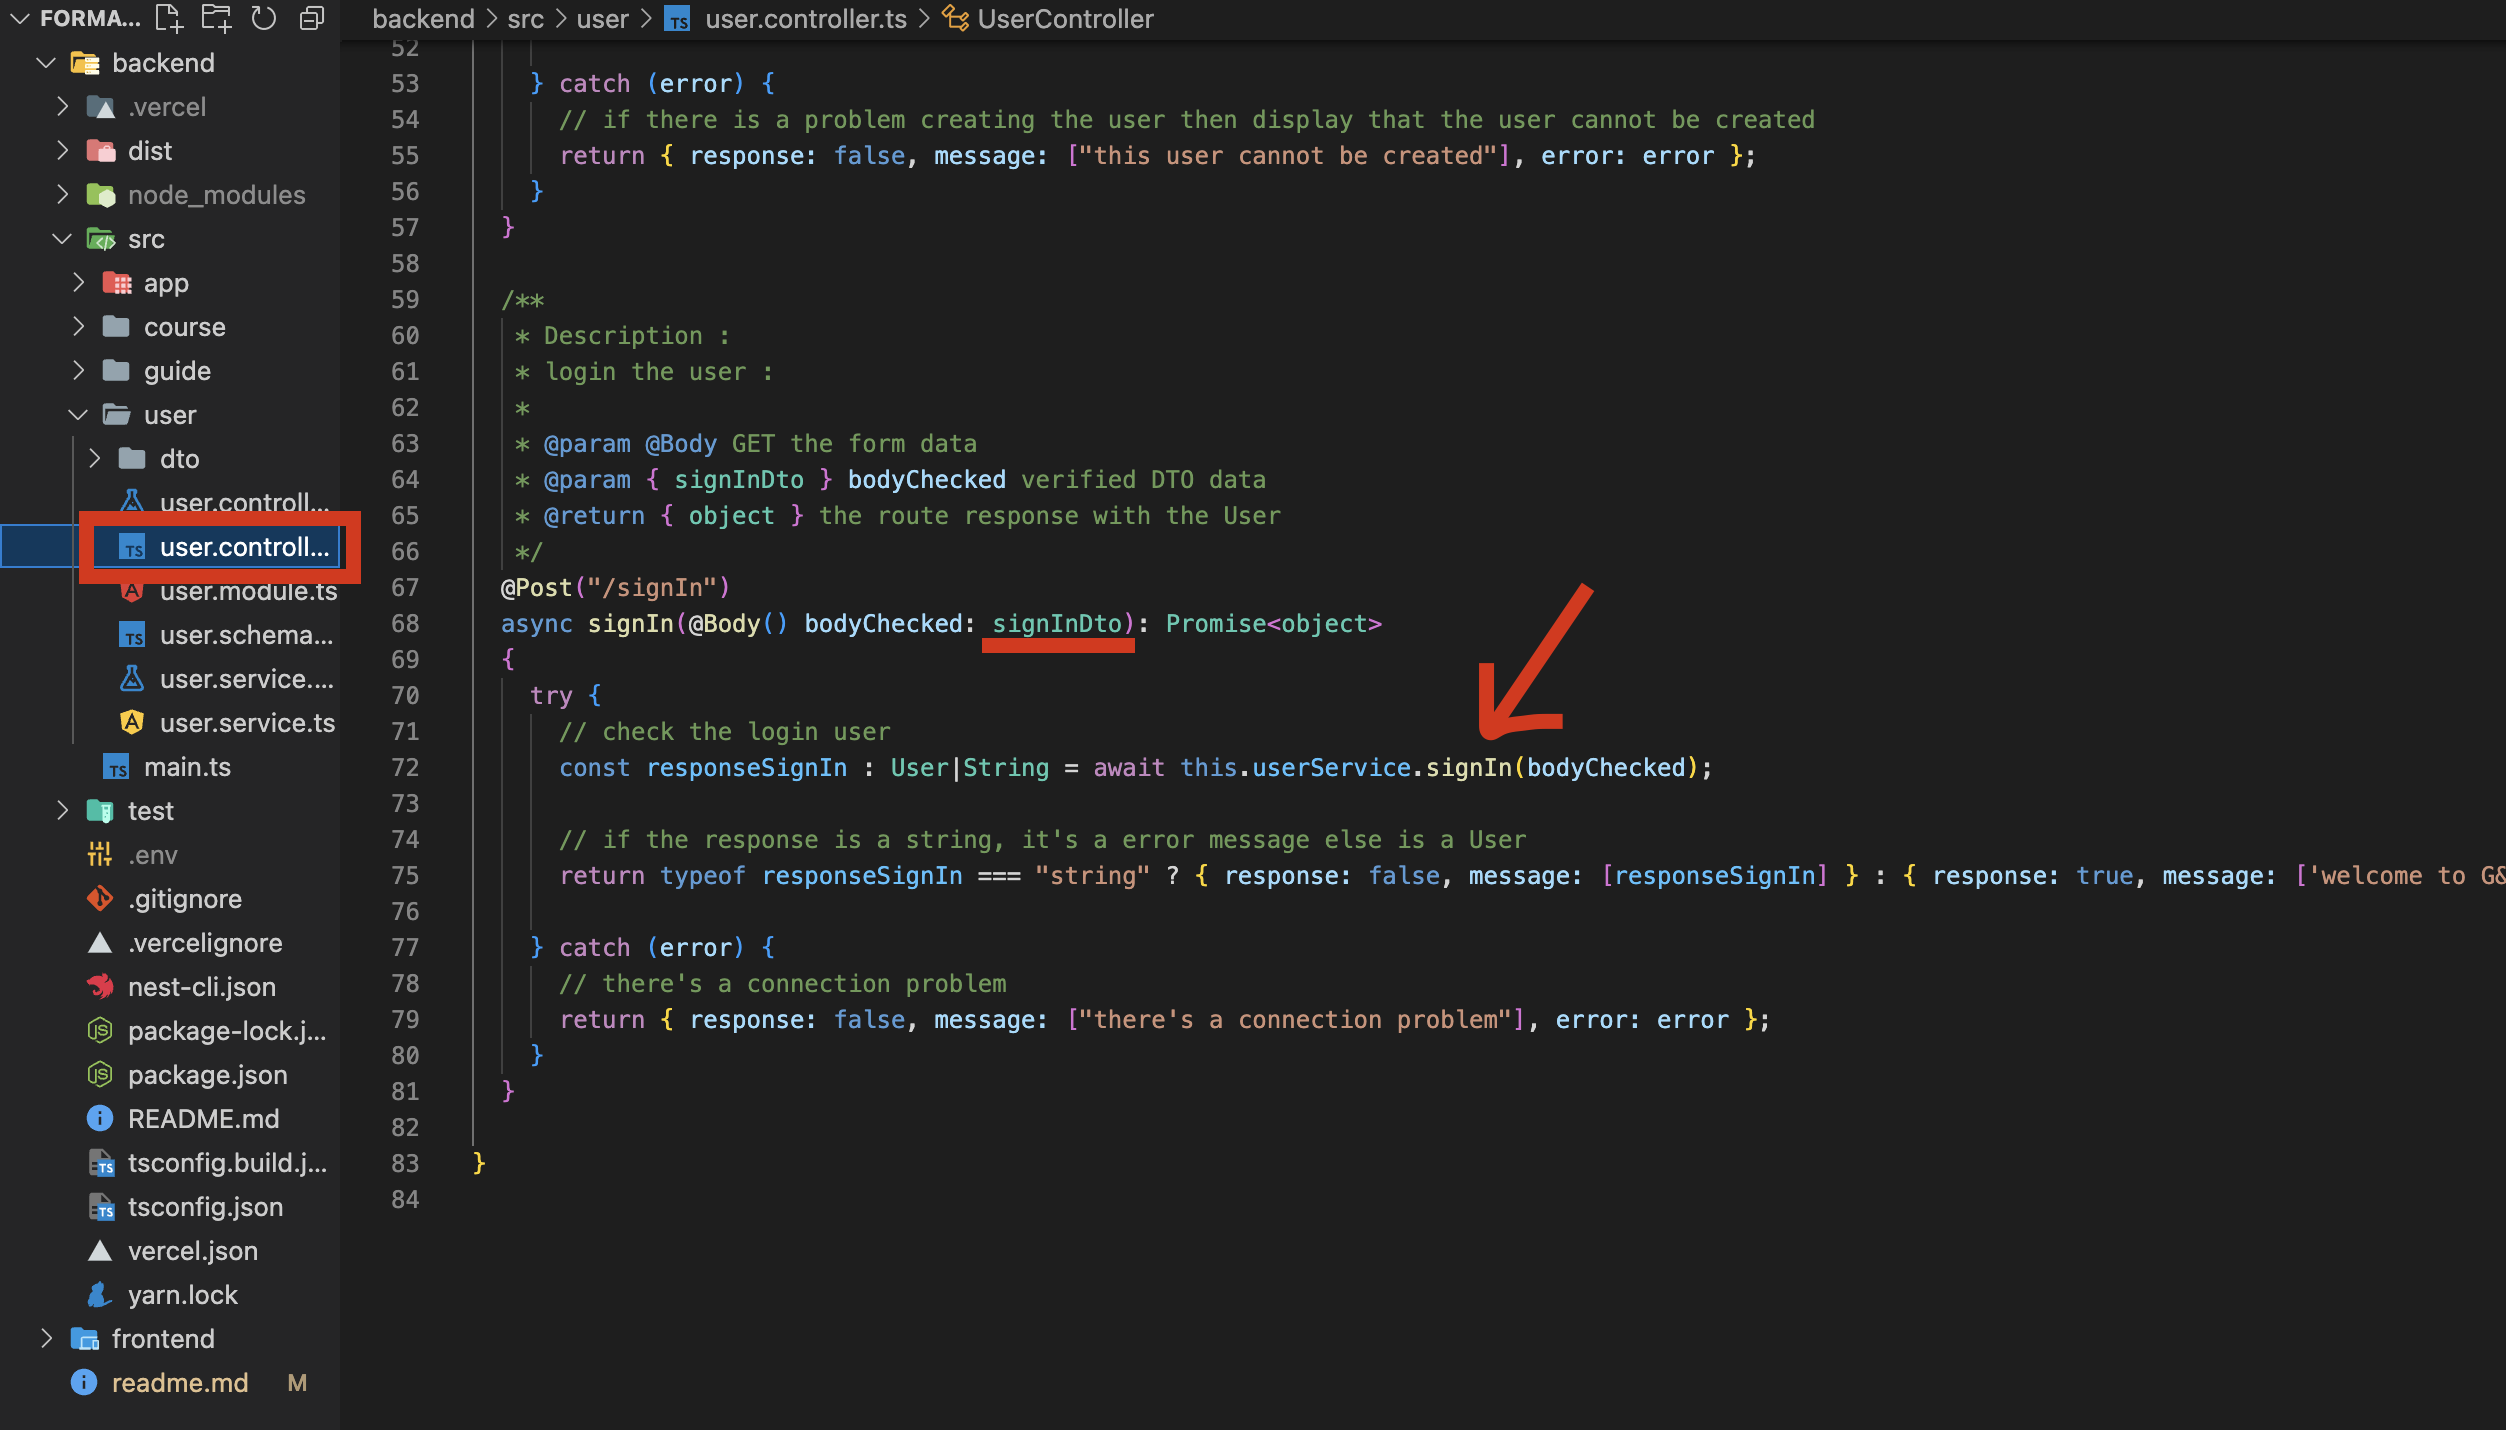 FORMA...
backend
.vercel
dist
node_modules
src
app
course
guide
user
dto
user.controll...
user.controll...
user.module.ts
user.schema...
user.service....
user.service.ts
main.ts
test
.env
.gitignore
.vercelignore
nest-cli.json
package-lock.j...
package.json
README.md
tsconfig.build.j...
tsconfig.json
vercel.json
yarn.lock
frontend
readme.md M
backend > src > user > TS user.controller.ts > UserController
52
53 } catch (error) {
54 // if there is a problem creating the user then display that the user cannot be created
55 return { response: false, message: ["this user cannot be created"], error: error };
56 }
57 }
58
59 /**
60 * Description :
61 * login the user :
62 *
63 * @param @Body GET the form data
64 * @param { signInDto } bodyChecked verified DTO data
65 * @return { object } the route response with the User
66 */
67 @Post("/signIn")
68 async signIn(@Body() bodyChecked: signInDto): Promise<object>
69 {
70 try {
71 // check the login user
72 const responseSignIn : User|String = await this.userService.signIn(bodyChecked);
73
74 // if the response is a string, it's a error message else is a User
75 return typeof responseSignIn === "string" ? { response: false, message: [responseSignIn] } : { response: true, message: ['welcome to G&
76
77 } catch (error) {
78 // there's a connection problem
79 return { response: false, message: ["there's a connection problem"], error: error };
80 }
81 }
82
83 }
84